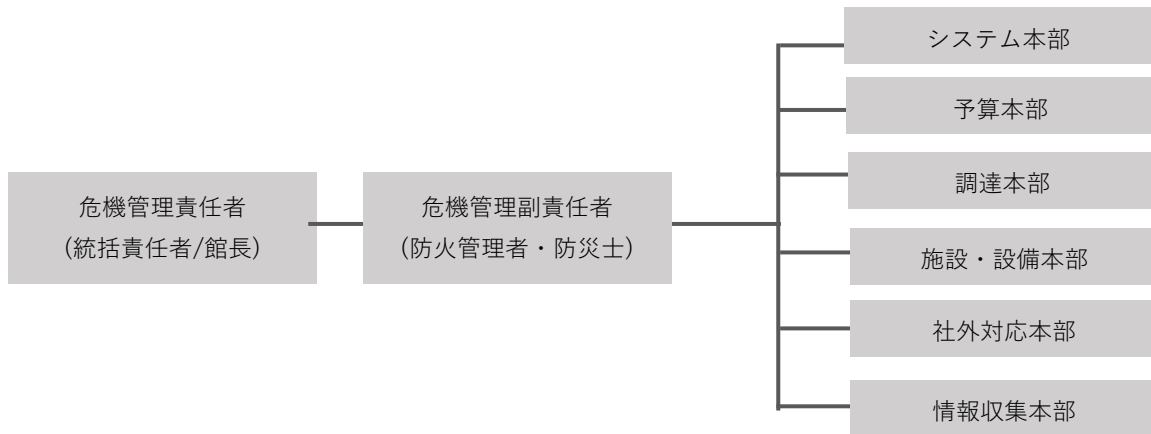 危機管理責任者
(統括責任者/館長)
危機管理副責任者
(防火管理者・防災士)
システム本部
予算本部
調達本部
施設・設備本部
社外対応本部
情報収集本部